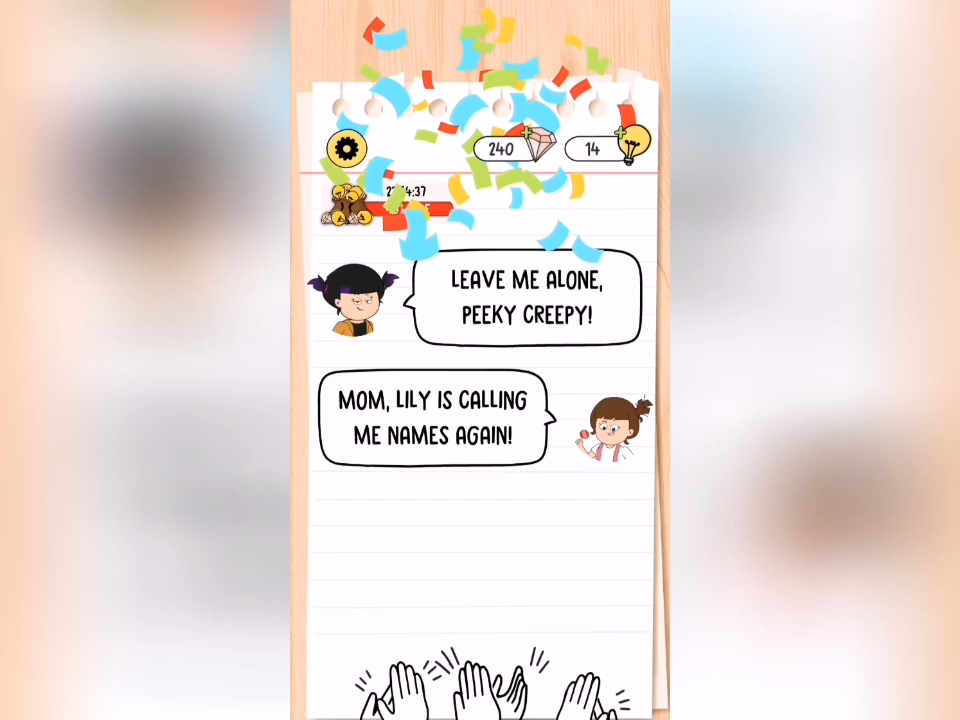 240
14
LEAVE ME ALONE,
PEEKY CREEPY!
MOM, LILY IS CALLING
ME NAMES AGAIN!